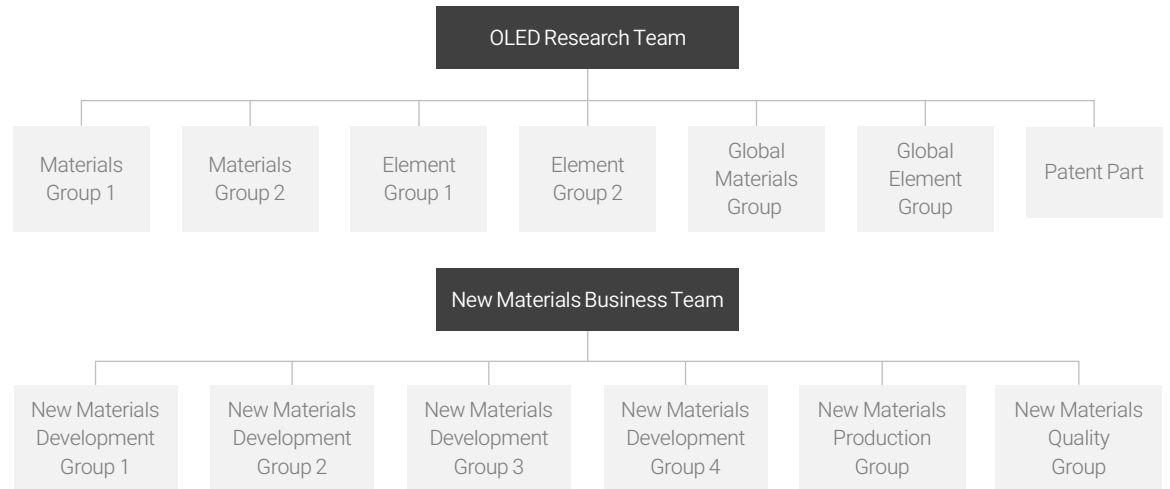 OLED Research Team
Materials
Group 1
Materials
Group 2
Element
Group 1
Element
Group 2
Global
Materials
Group
Global
Element
Group
Patent Part
New Materials Business Team
New Materials
Development
Group 1
New Materials
Development
Group 2
New Materials
Development
Group 3
New Materials
Development
Group 4
New Materials
Production
Group
New Materials
Quality
Group